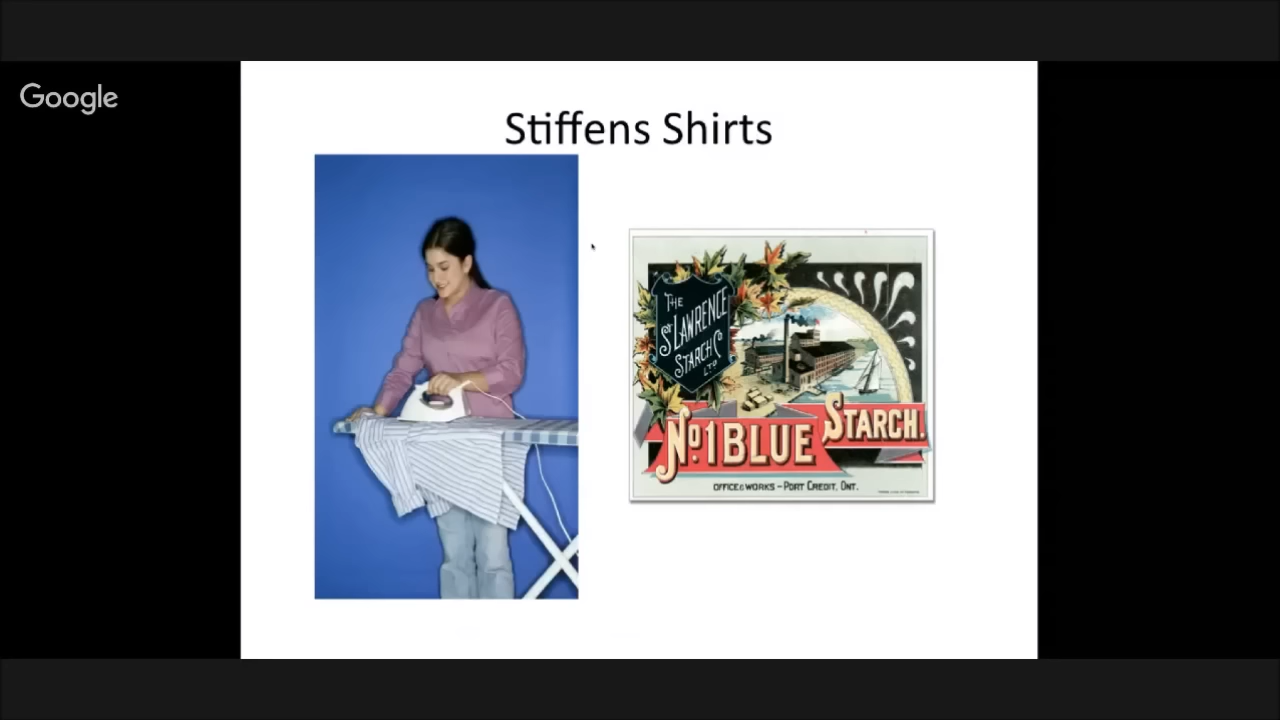 Google
Stiffens Shirts
THE
ST LAWRENCE
STARCH CO
LTD
No. 1 BLUE STARCH.
OFFICE & WORKS – PORT CREDIT, ONT.